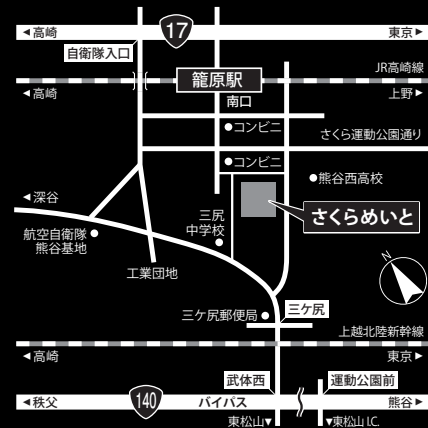 ◀高崎
17
東京▶
自衛隊入口
JR高崎線
籠原駅
◀高崎
南口
上野▶
●コンビニ
さくら運動公園通り
●コンビニ
●熊谷西高校
◀深谷
さくらめいと
三尻
中学校
航空自衛隊
熊谷基地
工業団地
N
三ケ尻郵便局
三ケ尻
上越北陸新幹線
◀高崎
東京▶
武体西
運動公園前
◀秩父
140
バイパス
熊谷▶
東松山▼
▼東松山I.C.